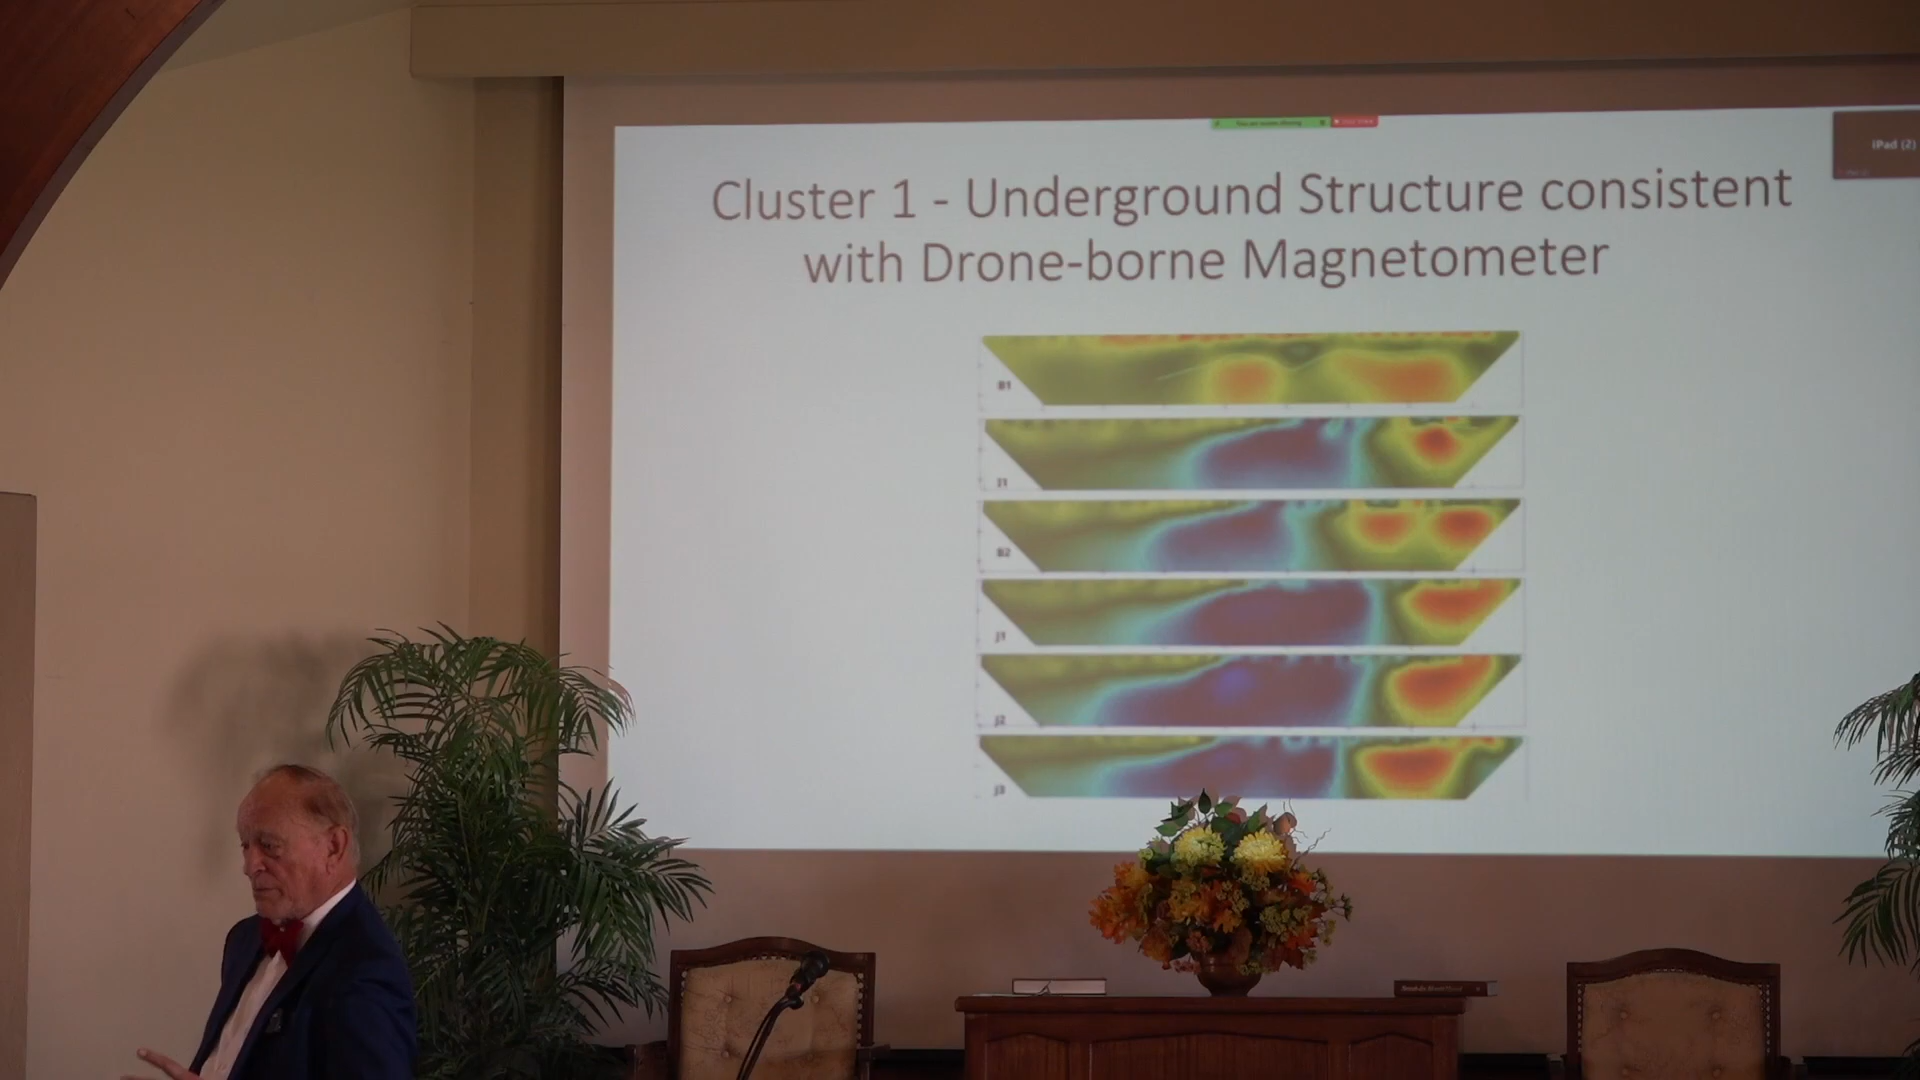 iPad (2)
Cluster 1 - Underground Structure consistent
with Drone-borne Magnetometer
B1
J1
B2
J1
J2
J3